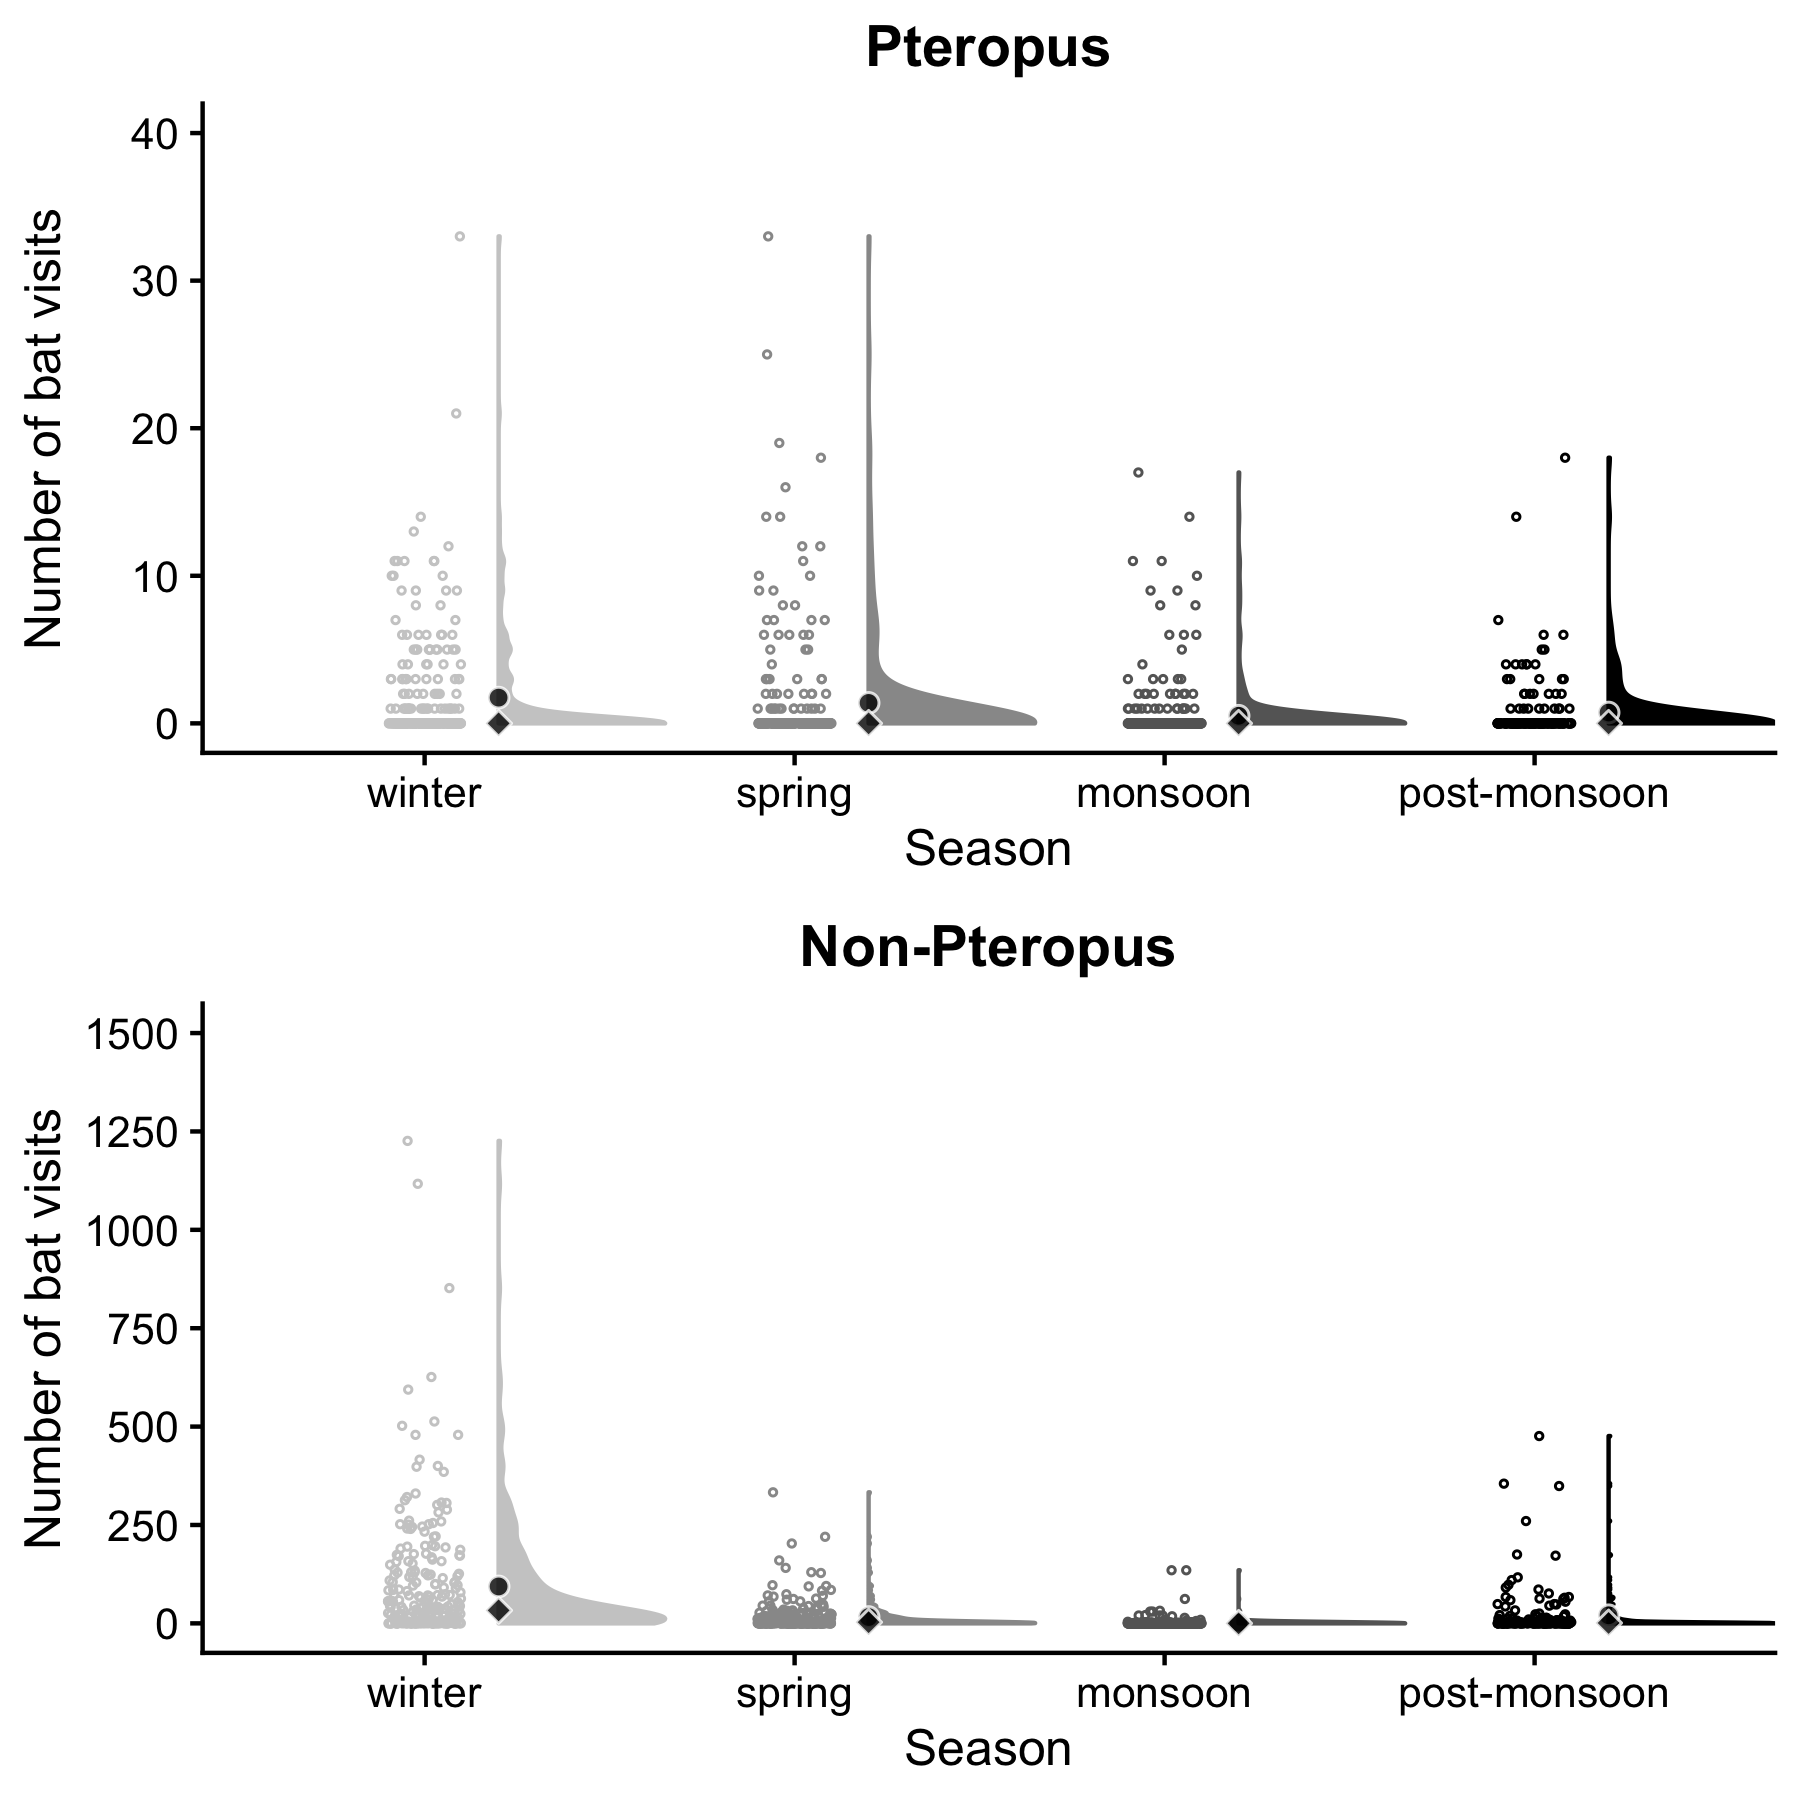 Pteropus
Number of bat visits
40
30
20
10
0
winter spring monsoon post-monsoon
Season
Non-Pteropus
Number of bat visits
1500
1250
1000
750
500
250
0
winter spring monsoon post-monsoon
Season